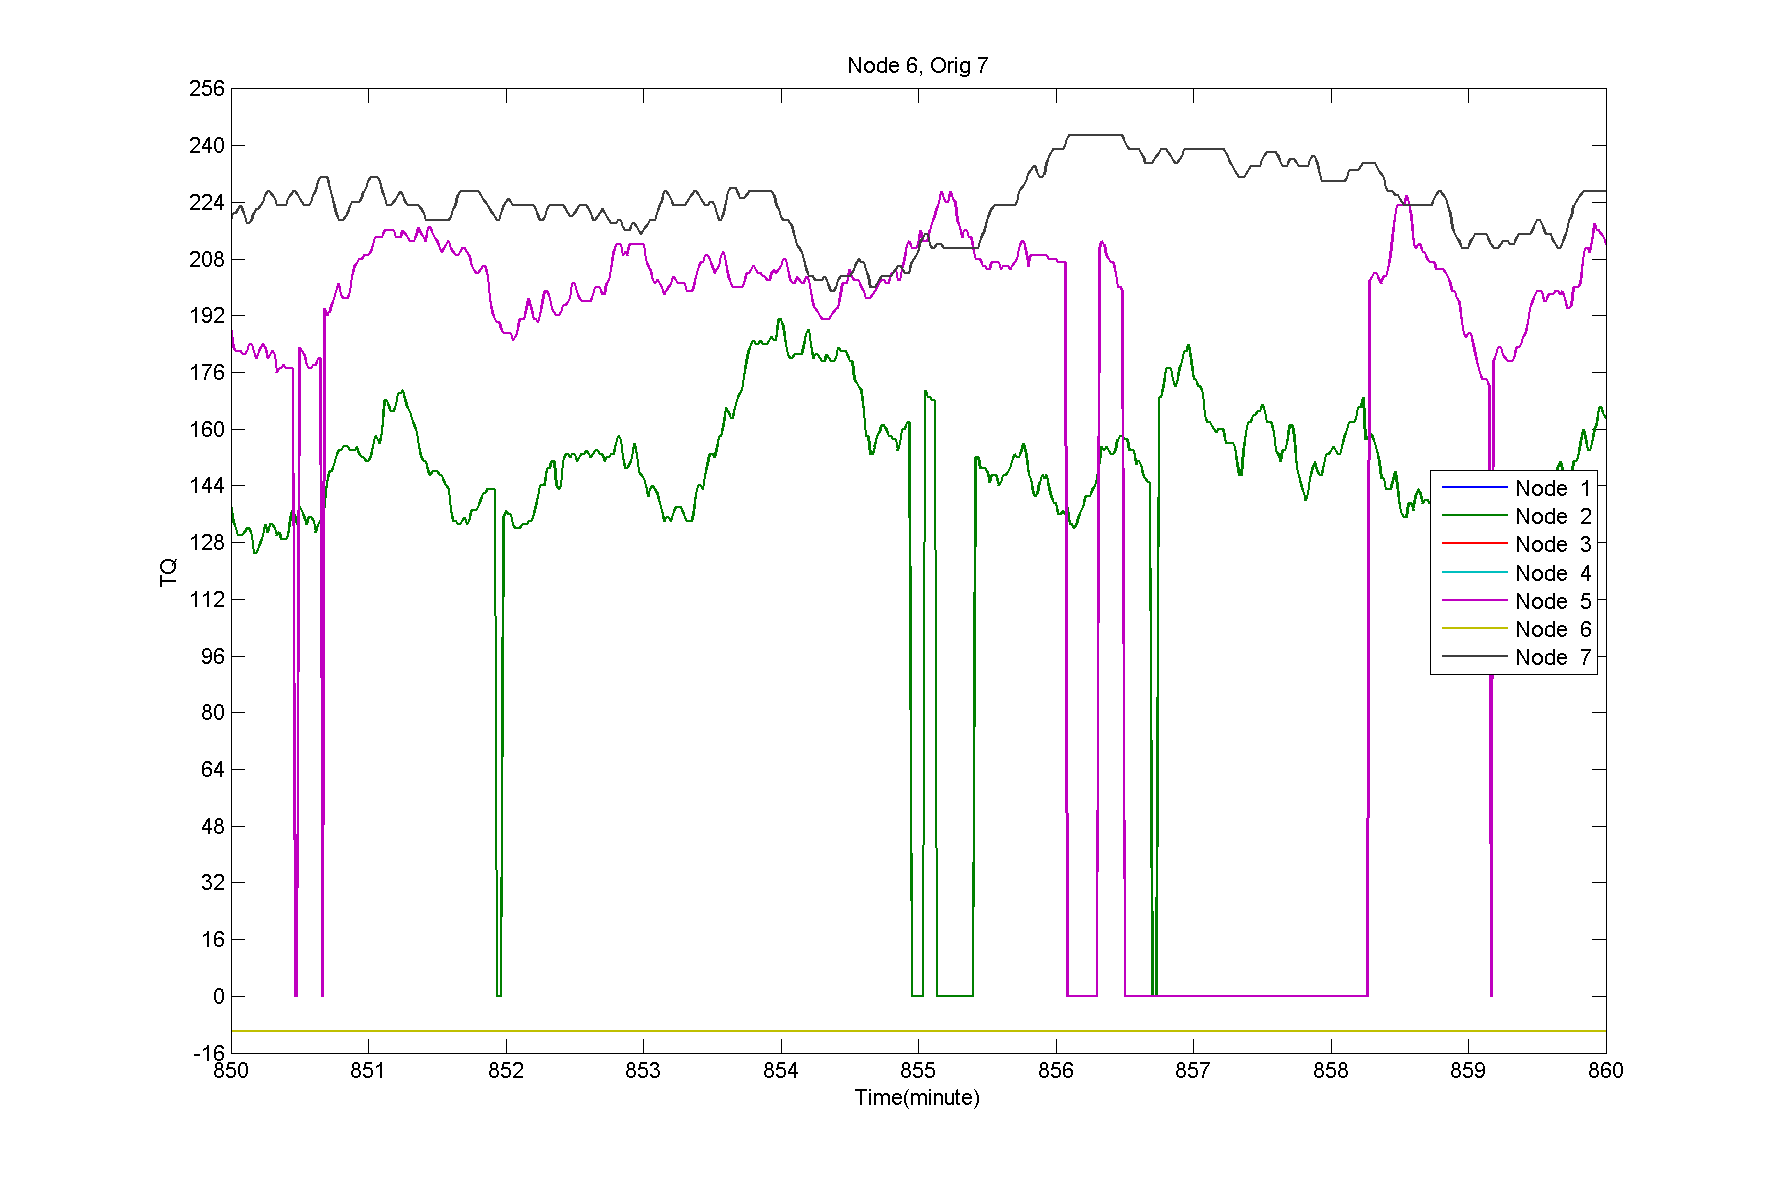 Node 6, Orig 7
256
240
224
208
192
176
160
144
128
112
96
80
64
48
32
16
0
-16
TQ
850 851 852 853 854 855 856 857 858 859 860
Time(minute)
Node 1
Node 2
Node 3
Node 4
Node 5
Node 6
Node 7